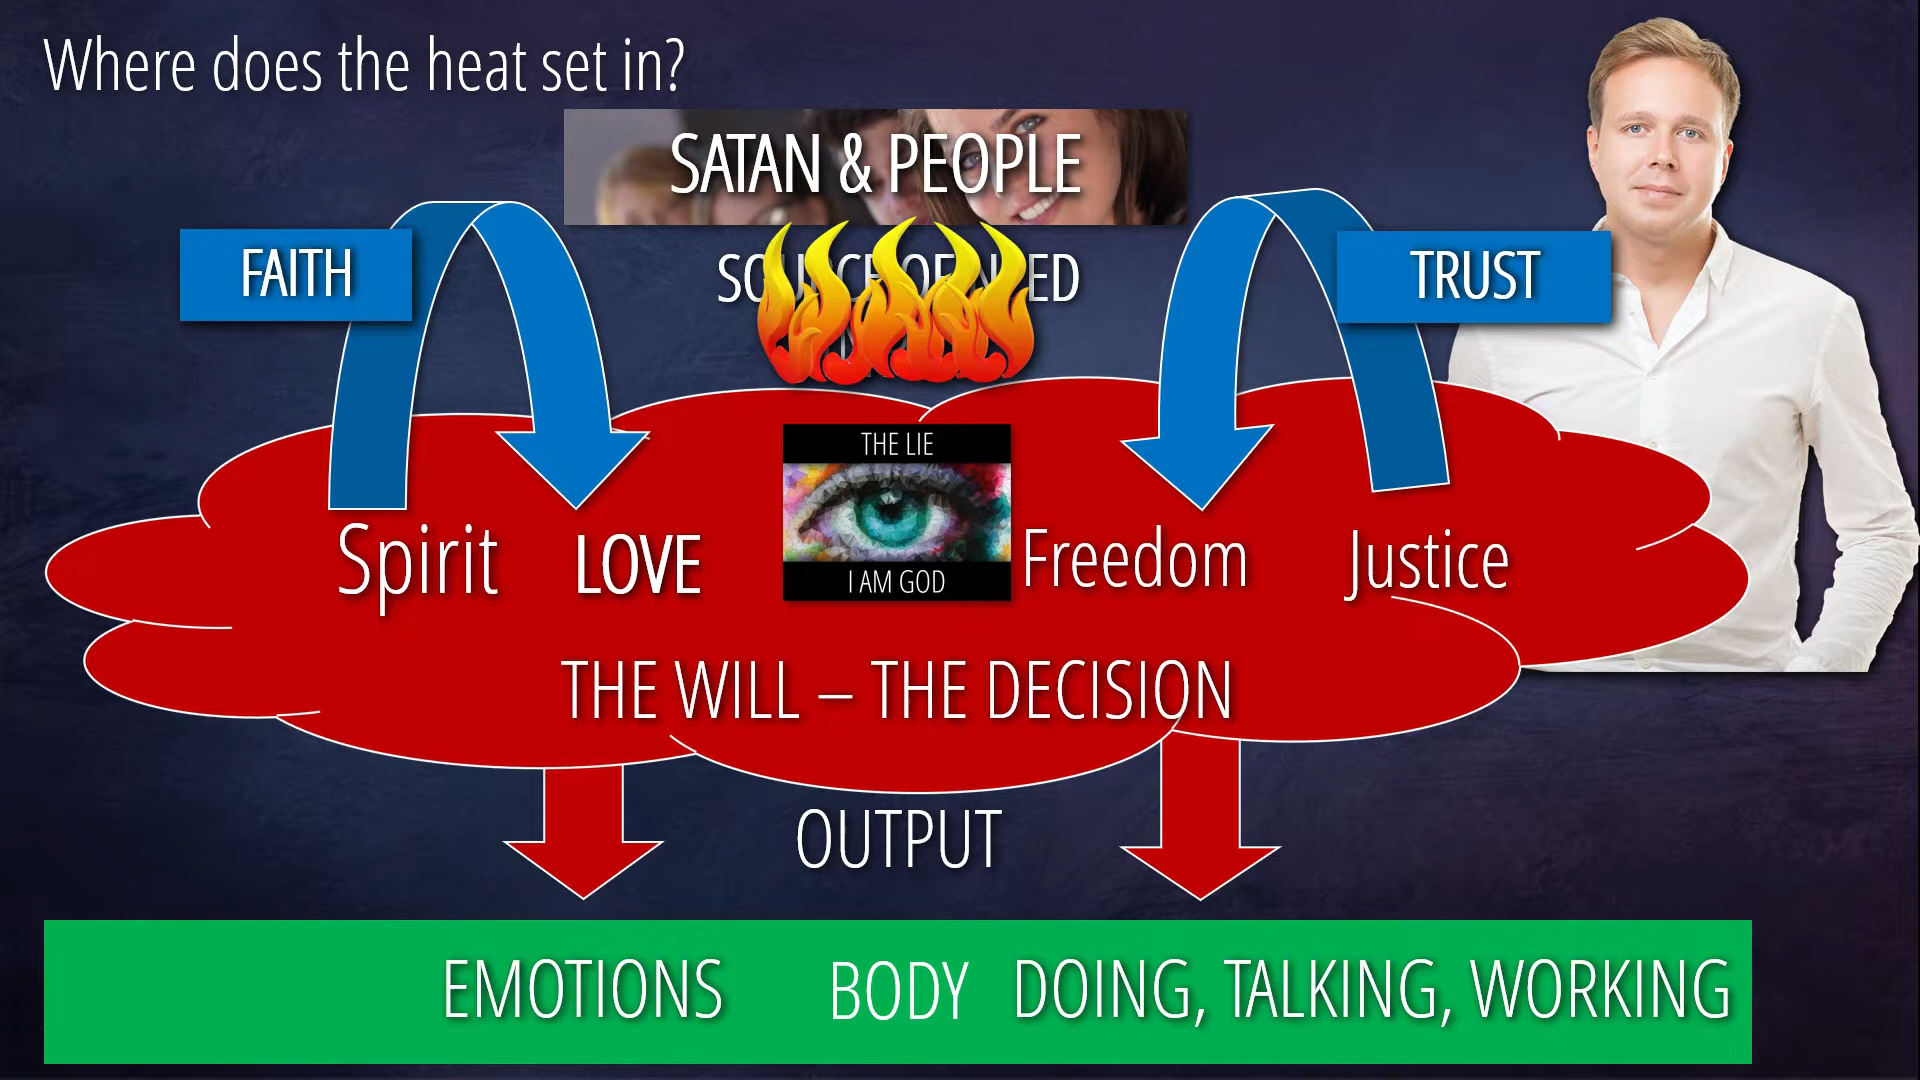 Where does the heat set in?
SATAN & PEOPLE
FAITH
TRUST
THE LIE
I AM GOD
Spirit LOVE Freedom Justice
THE WILL – THE DECISION
OUTPUT
EMOTIONS BODY DOING, TALKING, WORKING